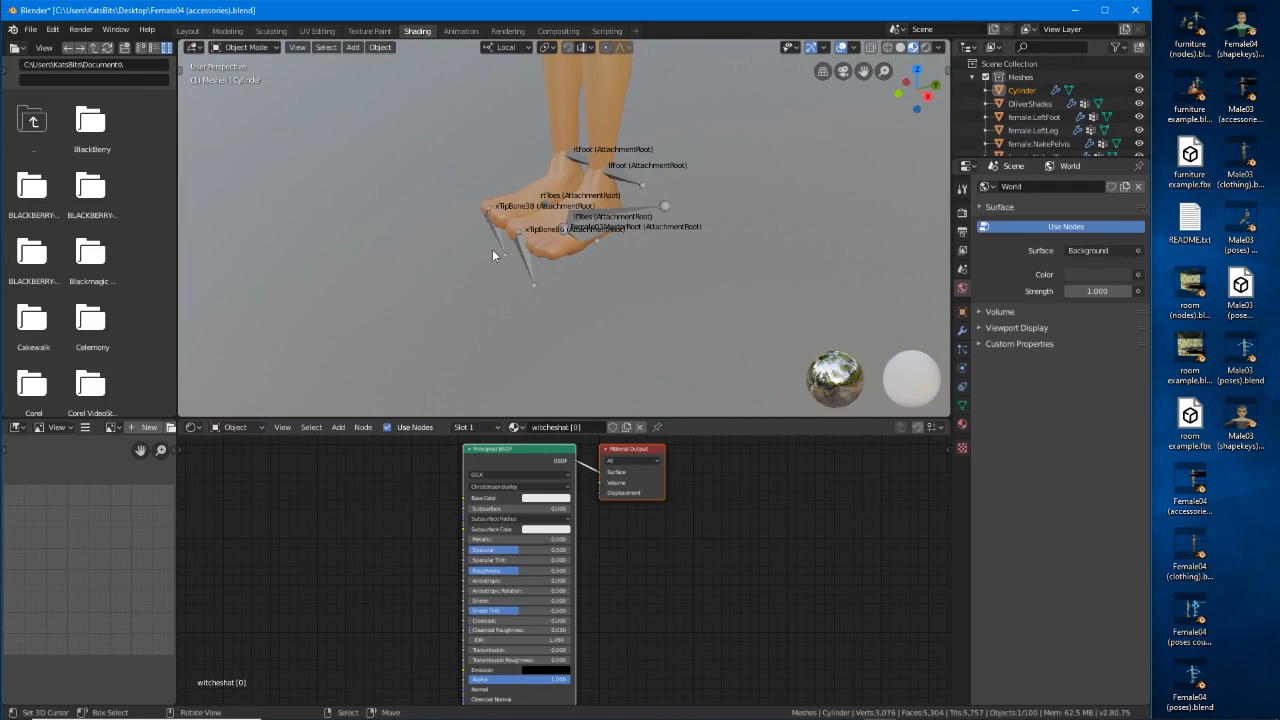 Blender* [C:\Users\KatsBits\Desktop\Female04 (accessories).blend]
File Edit Render Window Help
Layout Modeling Sculpting UV Editing Texture Paint Shading Animation Rendering Compositing Scripting
Scene
View Layer
View
Object Mode View Select Add Object
Local
C:\Users\KatsBits\Documents\
..
BlackBerry
BLACKBERRY...
BLACKBERRY...
BLACKBERRY...
Blackmagic ...
Cakewalk
Celemony
Corel
Corel VideoSt...
User Perspective
(1) Meshes | Cylinder
rtFoot (AttachmentRoot)
lfFoot (AttachmentRoot)
rtToes (AttachmentRoot)
xTipBone38 (AttachmentRoot)
lfToes (AttachmentRoot)
Z
Y
X
Scene Collection
Meshes
Cylinder
OliverShades
female.LeftFoot
female.LeftLeg
female.NakePelvis
Scene
World
World
Surface
Use Nodes
Surface: Background
Color
Strength 1.000
Volume
Viewport Display
Custom Properties
View
New
Object View Select Add Node Use Nodes Slot 1 witcheshat [0]
Principled BSDF
BSDF
GGX
Christensen-Burley
Base Color
Subsurface: 0.000
Subsurface Radius
Subsurface Color
Metallic: 0.000
Specular: 0.500
Specular Tint: 0.000
Roughness: 0.500
Anisotropic: 0.000
Anisotropic Rotation: 0.000
Sheen: 0.000
Sheen Tint: 0.500
Clearcoat: 0.000
Clearcoat Roughness: 0.030
IOR: 1.450
Transmission: 0.000
Transmission Roughness: 0.000
Emission
Alpha 1.000
Normal
Clearcoat Normal
Material Output
All
Surface
Volume
Displacement
witcheshat [0]
Set 3D Cursor
Box Select
Rotate View
Select
Move
Meshes | Cylinder | Verts:3,076 | Faces:5,304 | Tris:5,757 | Objects:1/100 | Mem: 62.5 MB | v2.80.75
furniture (nodes).bl...
Female04 (shapekeys)...
furniture example.bl...
Male03 (accessorie...
furniture example.fbx
Male03 (clothing).b...
README.txt
Male03 (poses) ...
room (nodes).bl...
Male03 (pose...
room example.bl...
Male03 (poses).blend
room example.fbx
Male03 (shapekeys)...
Female04 (accessorie...
Female04 (clothing)...
Female04 (poses cou...
Female04 (poses).blend